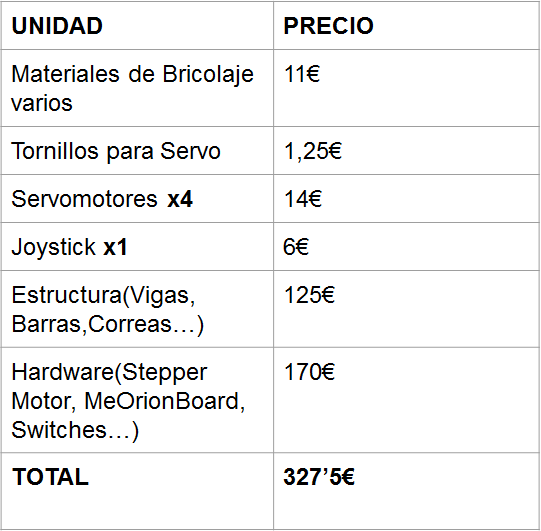 UNIDAD PRECIO
Materiales de Bricolaje 11€
varios
Tornillos para Servo 1,25€
Servomotores x4 14€
Joystick x1 6€
Estructura(Vigas, 125€
Barras,Correas…)
Hardware(Stepper 170€
Motor, MeOrionBoard,
Switches…)
TOTAL 327’5€